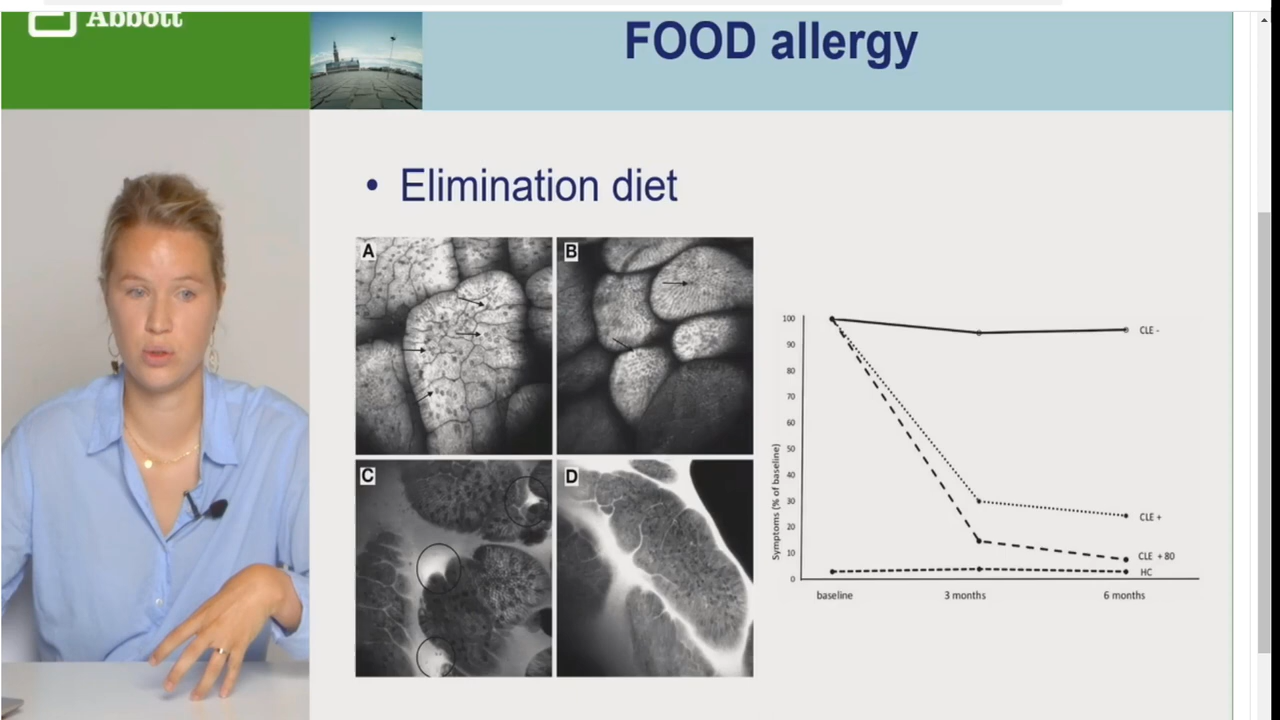 Abbott
FOOD allergy
• Elimination diet
A
B
C
D
Symptoms (% of baseline)
100
90
80
70
60
50
40
30
20
10
0
baseline
3 months
6 months
CLE -
CLE +
CLE +80
HC